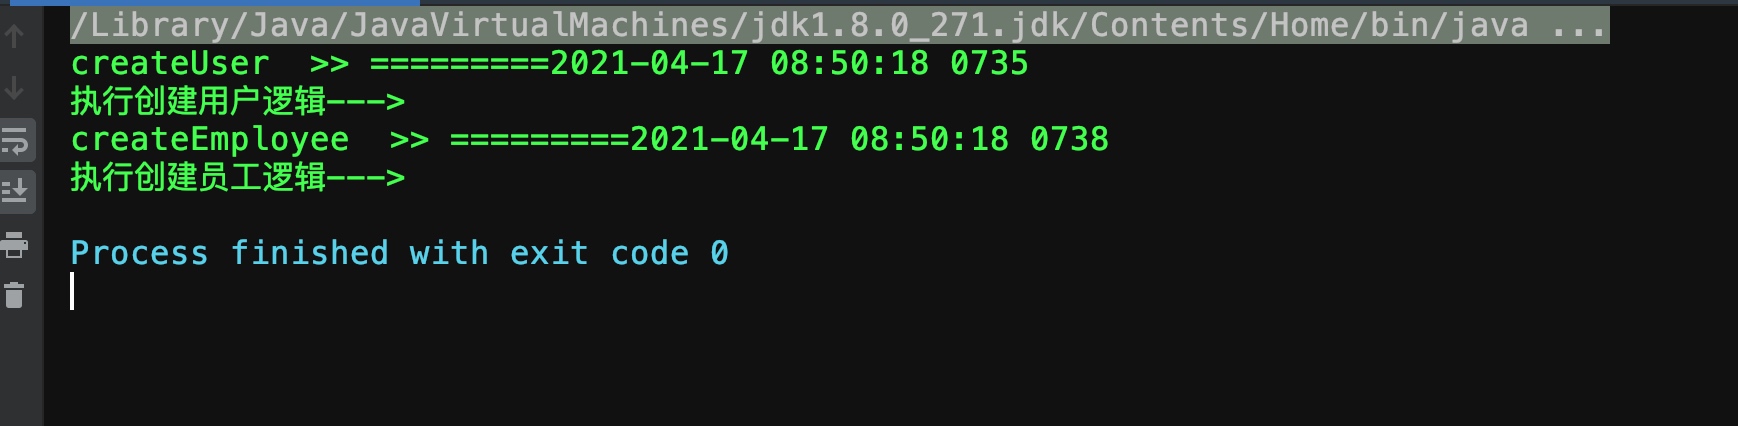 /Library/Java/JavaVirtualMachines/jdk1.8.0_271.jdk/Contents/Home/bin/java ...
createUser  >> =========2021-04-17 08:50:18 0735
执行创建用户逻辑--->
createEmployee  >> =========2021-04-17 08:50:18 0738
执行创建员工逻辑--->
Process finished with exit code 0